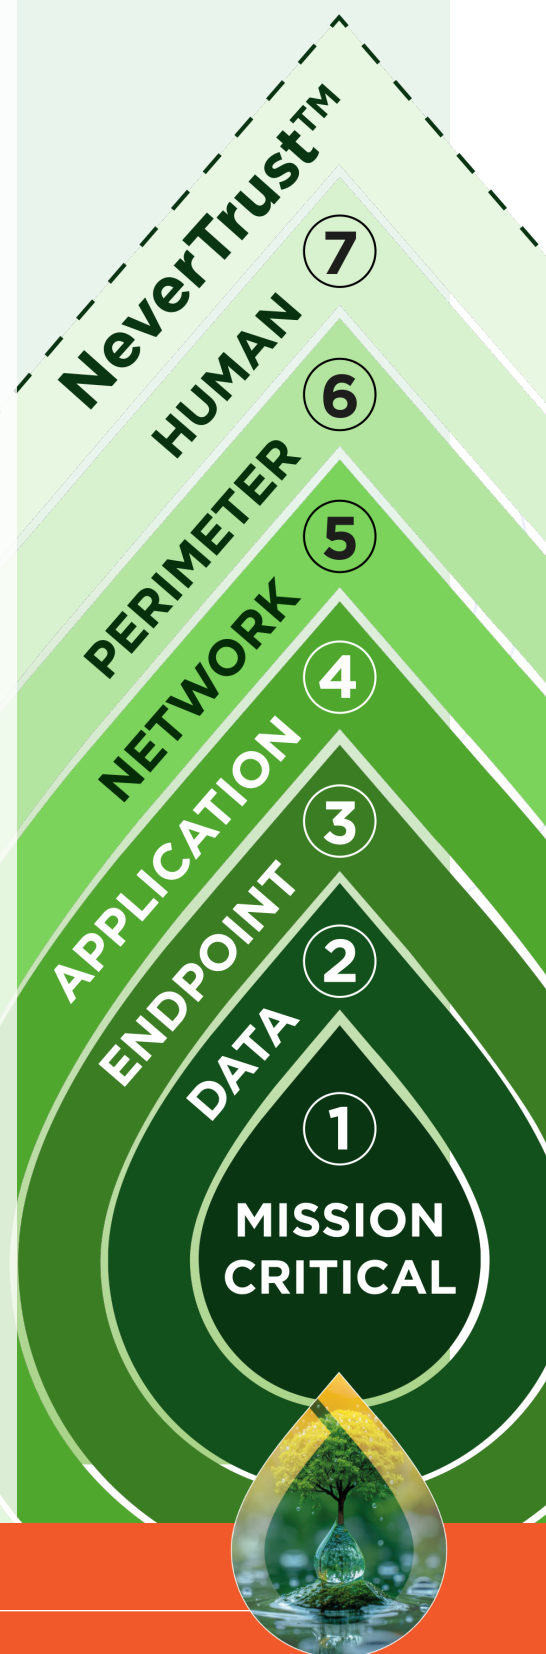 NeverTrust™
7
HUMAN
6
PERIMETER
5
NETWORK
4
APPLICATION
3
ENDPOINT
2
DATA
1
MISSION
CRITICAL